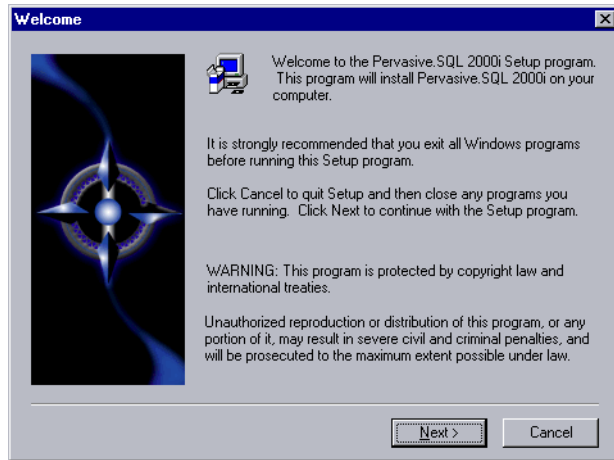 Welcome
Welcome to the Pervasive.SQL 2000i Setup program.
This program will install Pervasive.SQL 2000i on your
computer.
It is strongly recommended that you exit all Windows programs
before running this Setup program.
Click Cancel to quit Setup and then close any programs you
have running. Click Next to continue with the Setup program.
WARNING: This program is protected by copyright law and
international treaties.
Unauthorized reproduction or distribution of this program, or any
portion of it, may result in severe civil and criminal penalties, and
will be prosecuted to the maximum extent possible under law.
Next >
Cancel